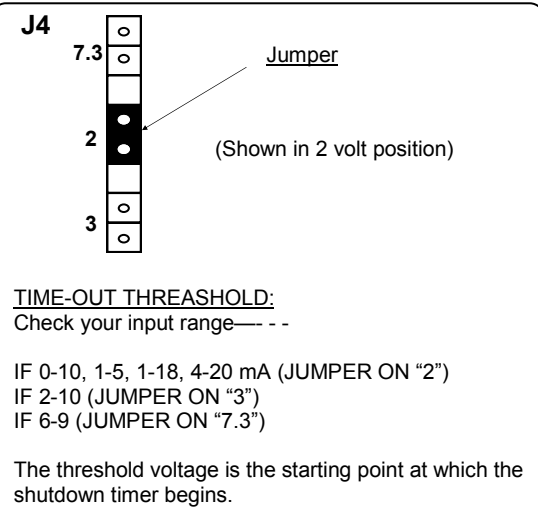 J4
7.3
Jumper
2
(Shown in 2 volt position)
3
TIME-OUT THREASHOLD:
Check your input range—- - -
IF 0-10, 1-5, 1-18, 4-20 mA (JUMPER ON “2”)
IF 2-10 (JUMPER ON “3”)
IF 6-9 (JUMPER ON “7.3”)
The threshold voltage is the starting point at which the
shutdown timer begins.